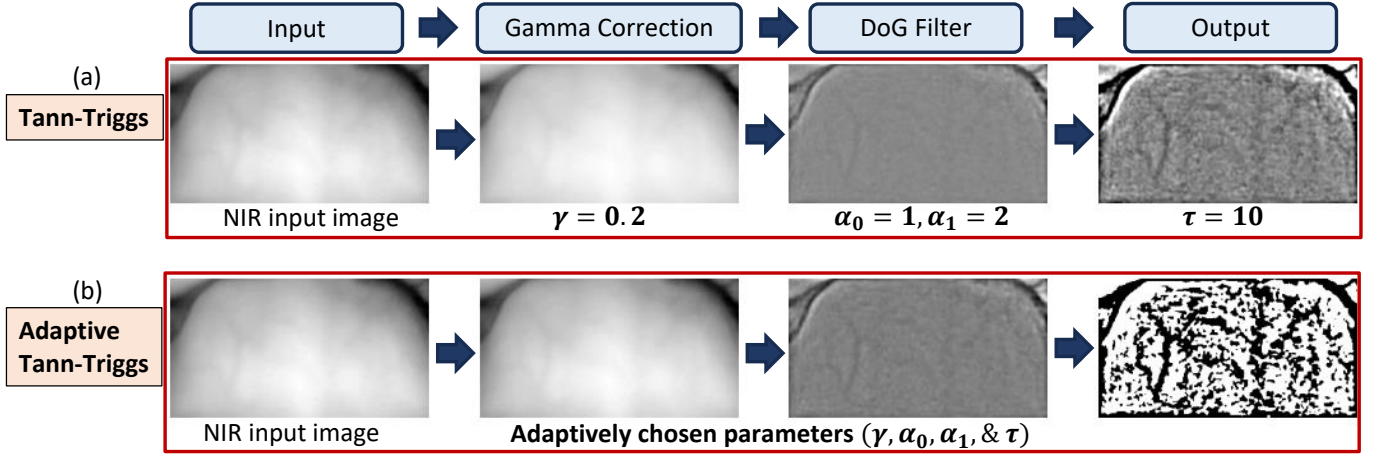 Input
Gamma Correction
DoG Filter
Output
(a)
Tann-Triggs
NIR input image
γ = 0.2
α₀ = 1, α₁ = 2
τ = 10
(b)
Adaptive
Tann-Triggs
NIR input image
Adaptively chosen parameters (γ, α₀, α₁, & τ)